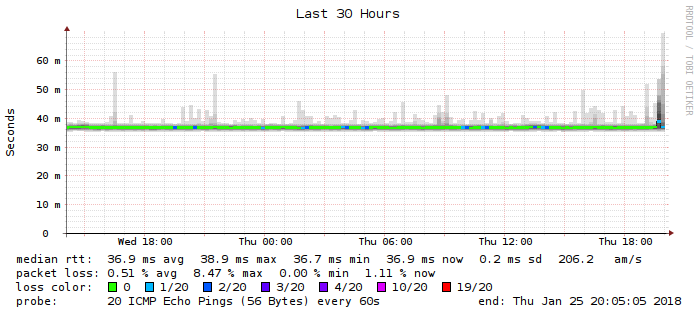 Last 30 Hours
RRDTOOL / TOBI OETIKER
Seconds
60 m
50 m
40 m
30 m
20 m
10 m
0
Wed 18:00 Thu 00:00 Thu 06:00 Thu 12:00 Thu 18:00
median rtt: 36.9 ms avg 38.9 ms max 36.7 ms min 36.9 ms now 0.2 ms sd 206.2 am/s
packet loss: 0.51 % avg 8.47 % max 0.00 % min 1.11 % now
loss color: 0 1/20 2/20 3/20 4/20 10/20 19/20
probe: 20 ICMP Echo Pings (56 Bytes) every 60s end: Thu Jan 25 20:05:05 2018